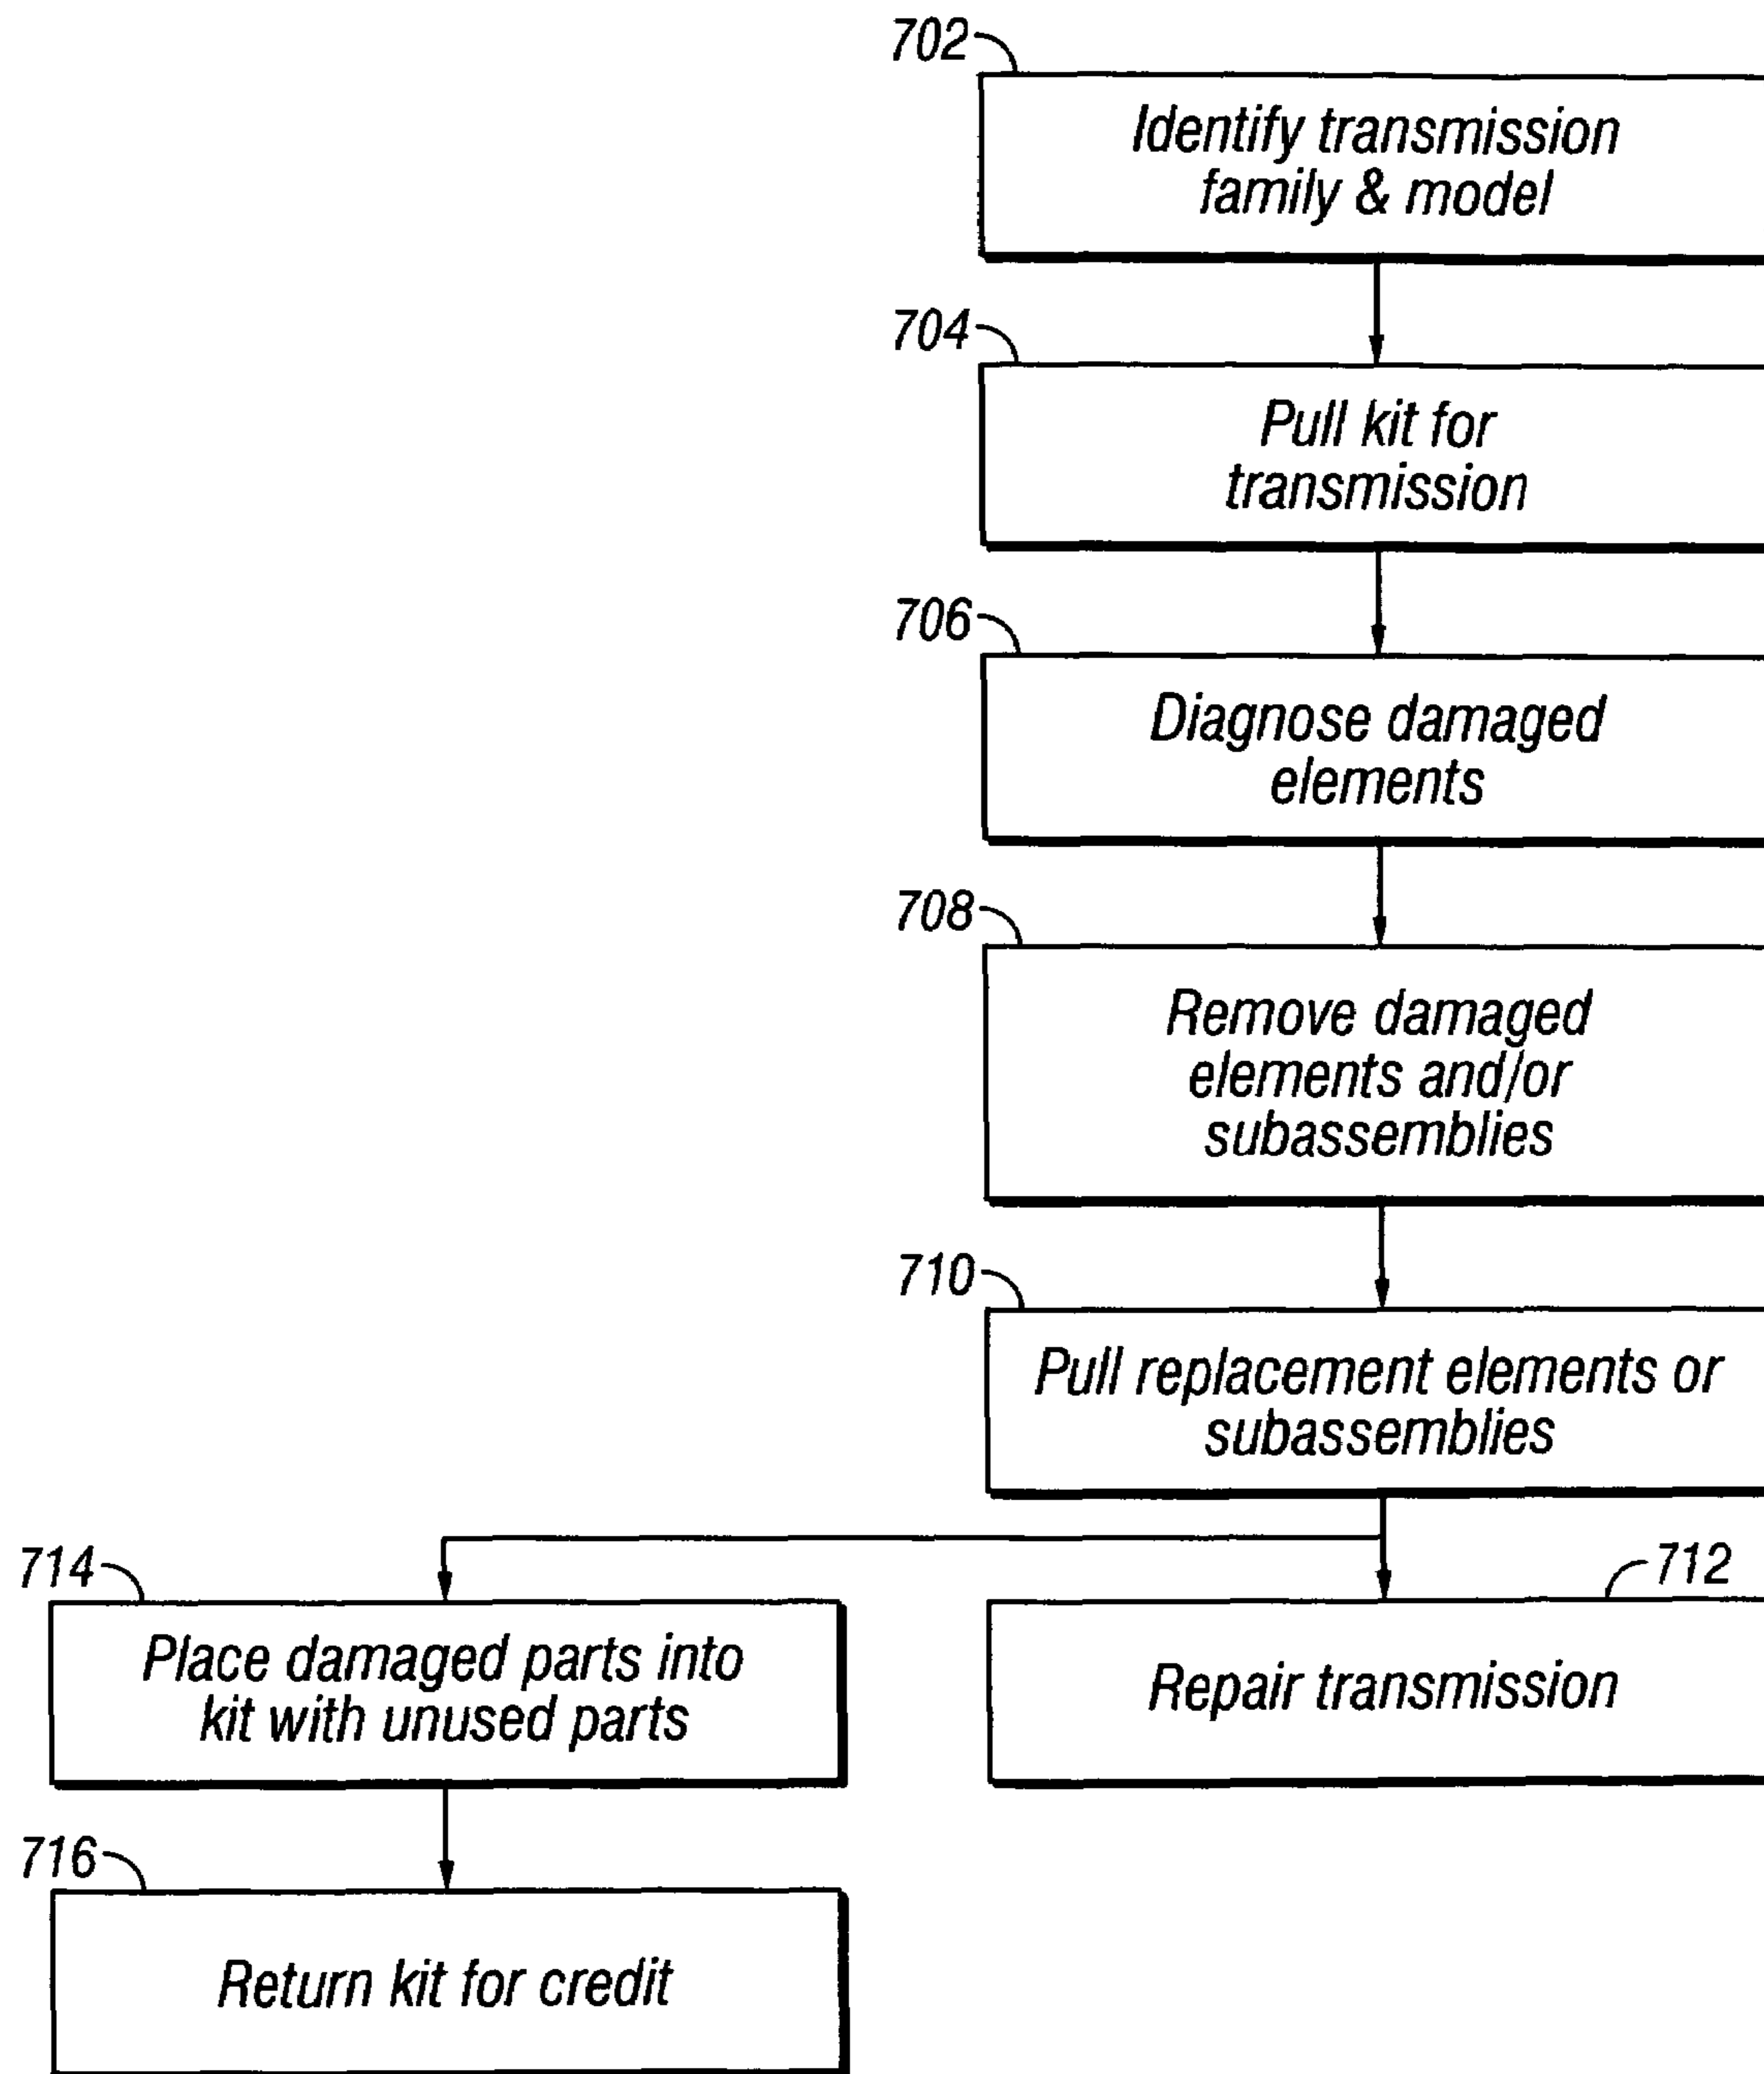 702
Identify transmission
family & model
704
Pull kit for
transmission
706
Diagnose damaged
elements
708
Remove damaged
elements and/or
subassemblies
710
Pull replacement elements or
subassemblies
714
Place damaged parts into
kit with unused parts
712
Repair transmission
716
Return kit for credit